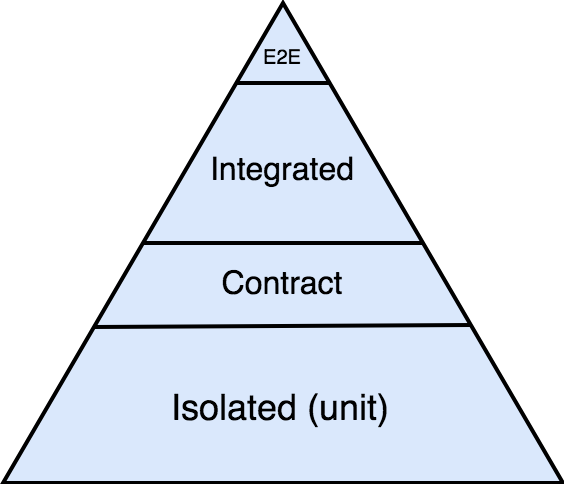 E2E
Integrated
Contract
Isolated (unit)